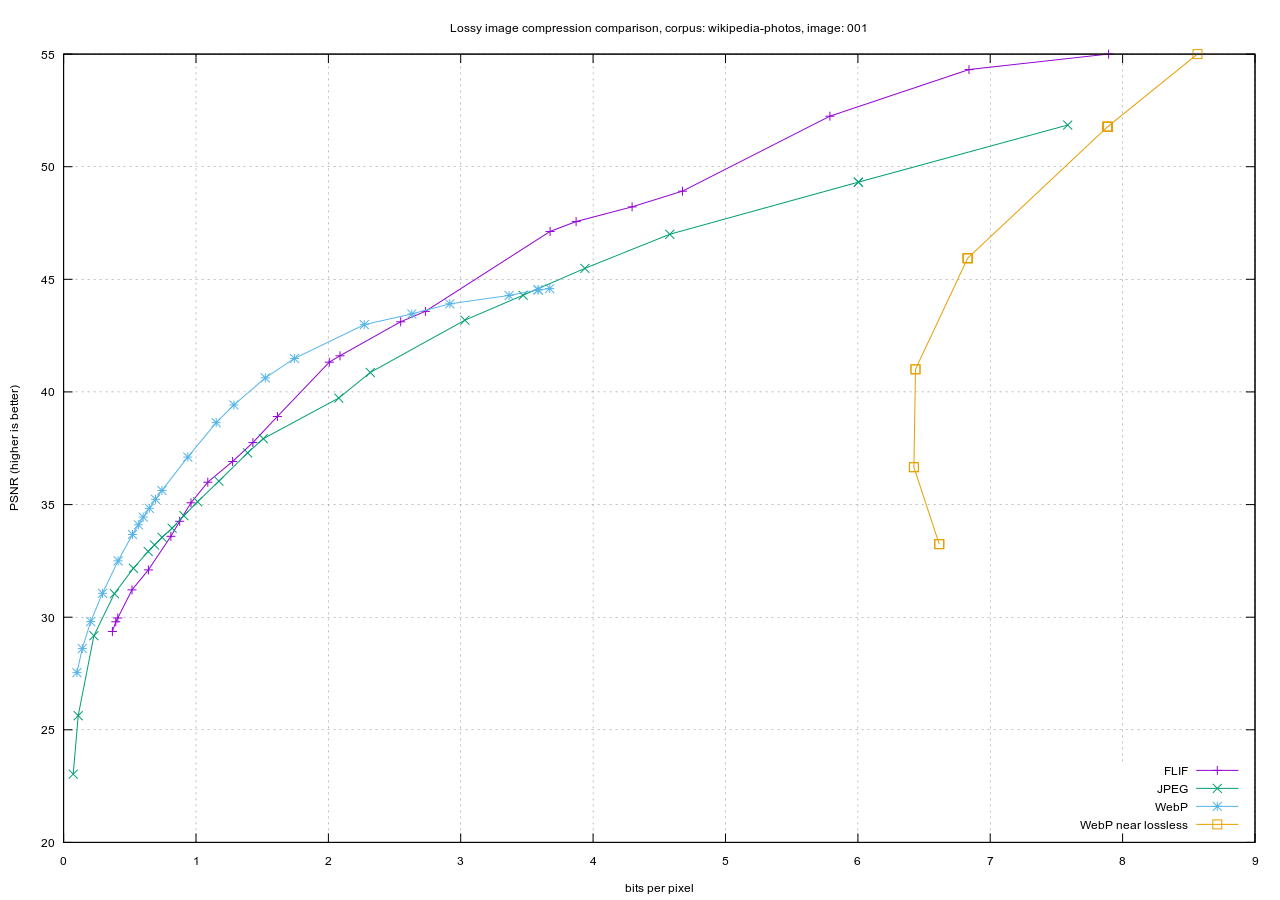 Lossy image compression comparison, corpus: wikipedia-photos, image: 001
55
50
45
40
35
30
25
20
PSNR (higher is better)
FLIF
JPEG
WebP
WebP near lossless
0 1 2 3 4 5 6 7 8 9
bits per pixel